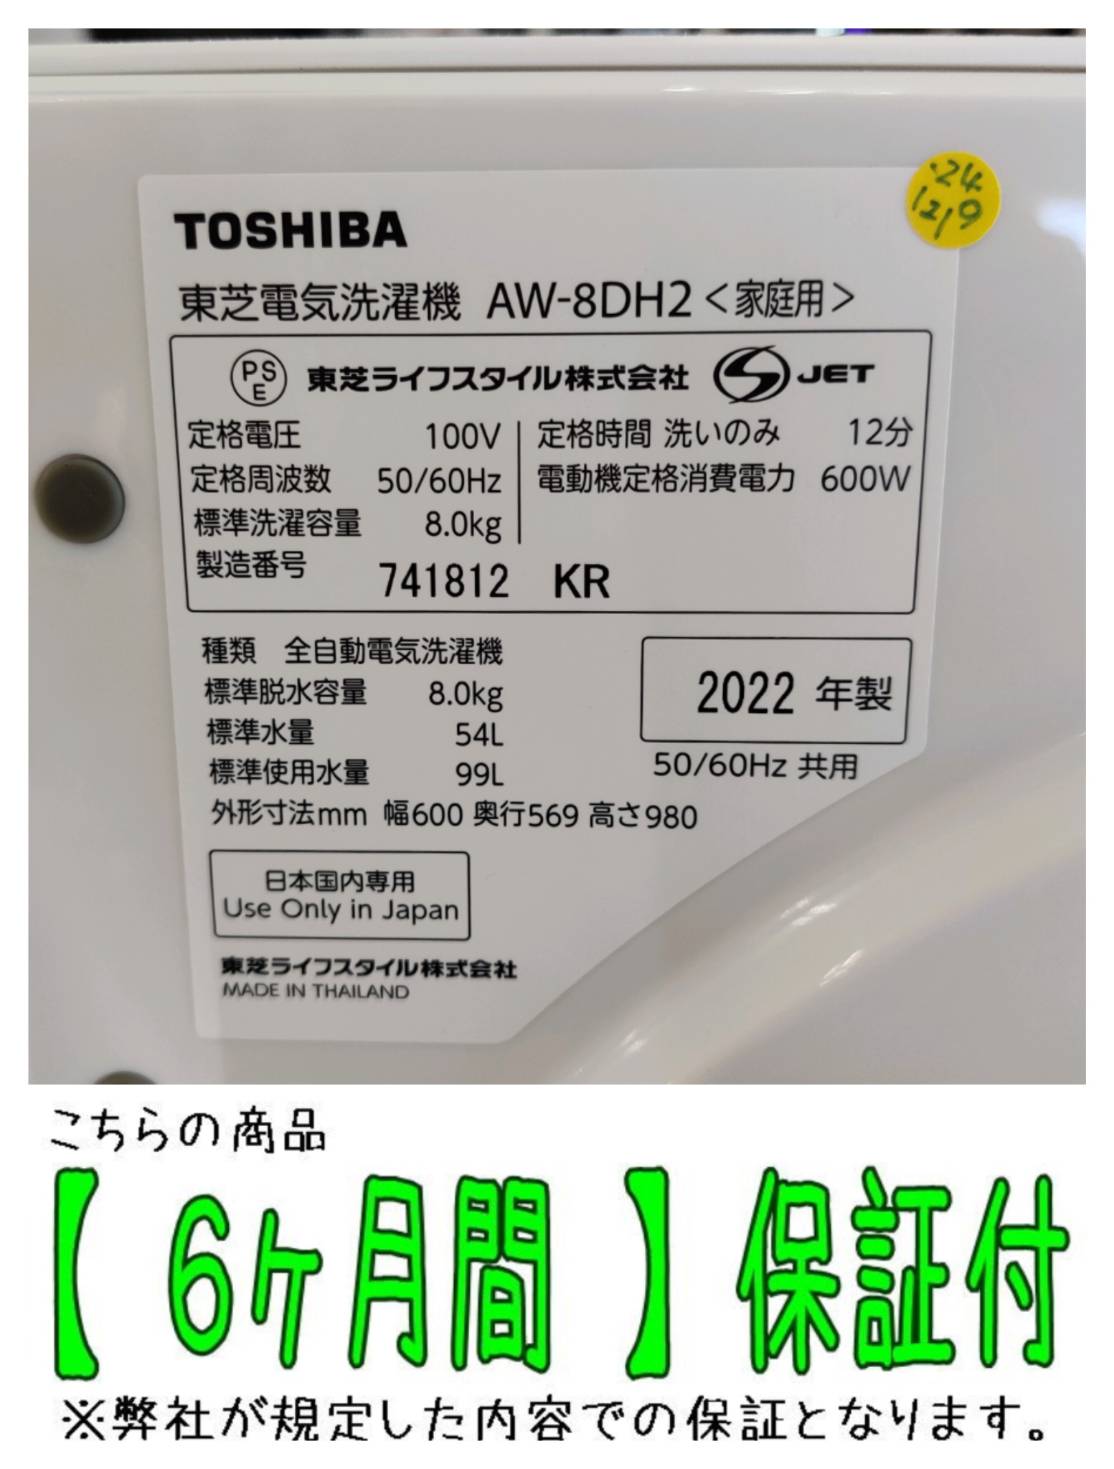 .24
12/9
TOSHIBA
東芝電気洗濯機 AW-8DH2<家庭用>
PSE 東芝ライフスタイル株式会社 S JET
定格電圧 100V 定格時間 洗いのみ 12分
定格周波数 50/60Hz 電動機定格消費電力 600W
標準洗濯容量 8.0kg
製造番号 741812 KR
種類 全自動電気洗濯機
標準脱水容量 8.0kg
標準水量 54L
標準使用水量 99L
外形寸法mm 幅600 奥行569 高さ980
2022 年製
50/60Hz 共用
日本国内専用
Use Only in Japan
東芝ライフスタイル株式会社
MADE IN THAILAND
こちらの商品
【 6ヶ月間 】保証付
※弊社が規定した内容での保証となります。